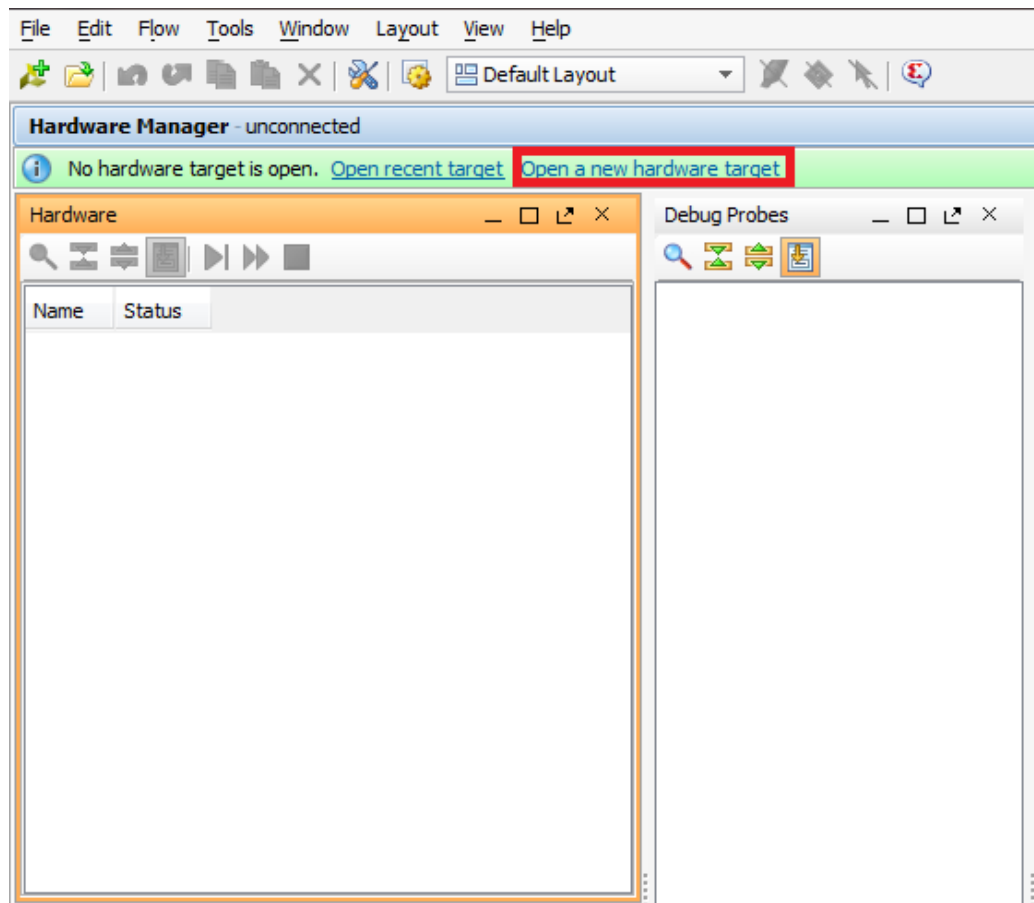 File Edit Flow Tools Window Layout View Help
Default Layout
Hardware Manager - unconnected
No hardware target is open. Open recent target Open a new hardware target
Hardware
Debug Probes
Name Status